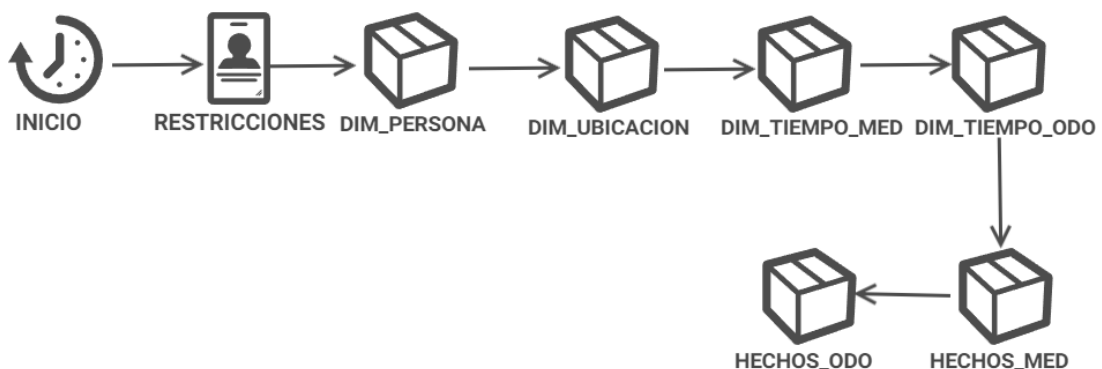 INICIO
RESTRICCIONES
DIM_PERSONA
DIM_UBICACION
DIM_TIEMPO_MED
DIM_TIEMPO_ODO
HECHOS_ODO
HECHOS_MED